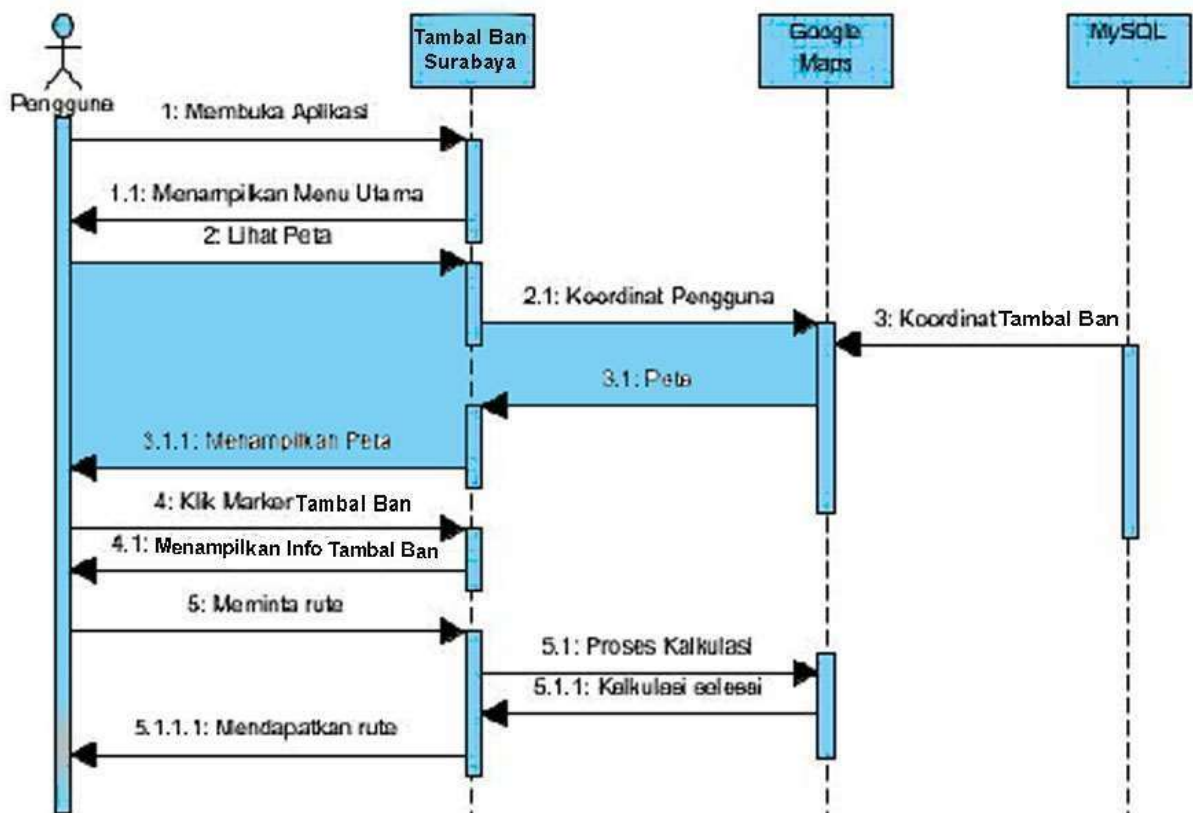 Tambal Ban
Surabaya
Google
Maps
MySQL
Pengguna
1: Membuka Aplikasi
1.1: Menampilkan Menu Utama
2: Lihat Peta
2.1: Koordinat Pengguna
3: Koordinat Tambal Ban
3.1: Peta
3.1.1: Menampilkan Peta
4: Klik Marker Tambal Ban
4.1: Menampilkan Info Tambal Ban
5: Meminta rute
5.1: Proses Kalkulasi
5.1.1: Kalkulasi selesai
5.1.1.1: Mendapatkan rute